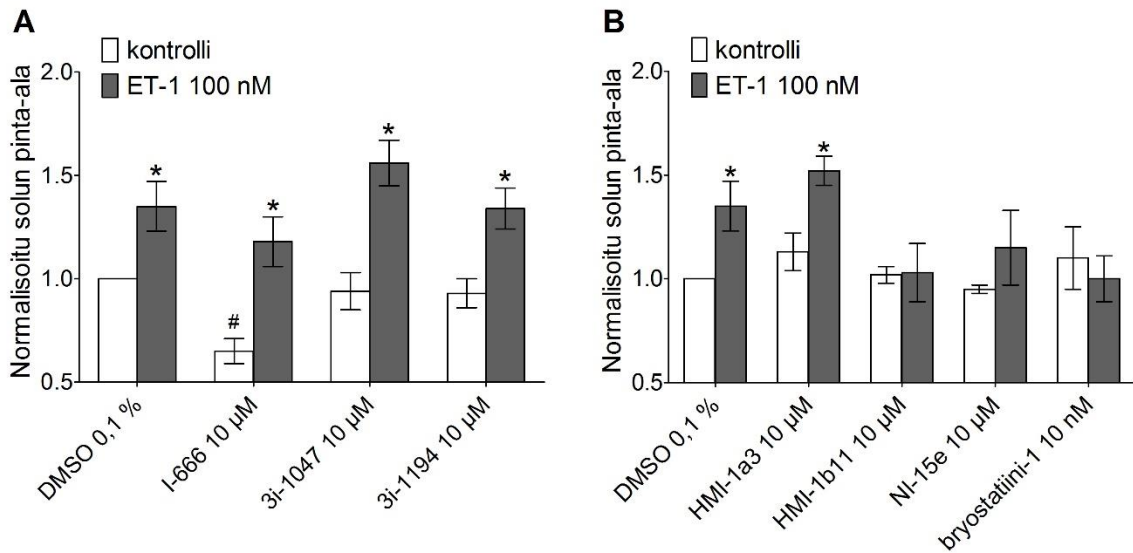 A
kontrolli
ET-1 100 nM
Normalisoitu solun pinta-ala
2.0
1.5
1.0
0.5
*
*
*
*
#
DMSO 0,1 %
I-666 10 µM
3i-1047 10 µM
3i-1194 10 µM
B
kontrolli
ET-1 100 nM
Normalisoitu solun pinta-ala
2.0
1.5
1.0
0.5
*
*
DMSO 0,1 %
HMI-1a3 10 µM
HMI-1b11 10 µM
NI-15e 10 µM
bryostatiini-1 10 nM